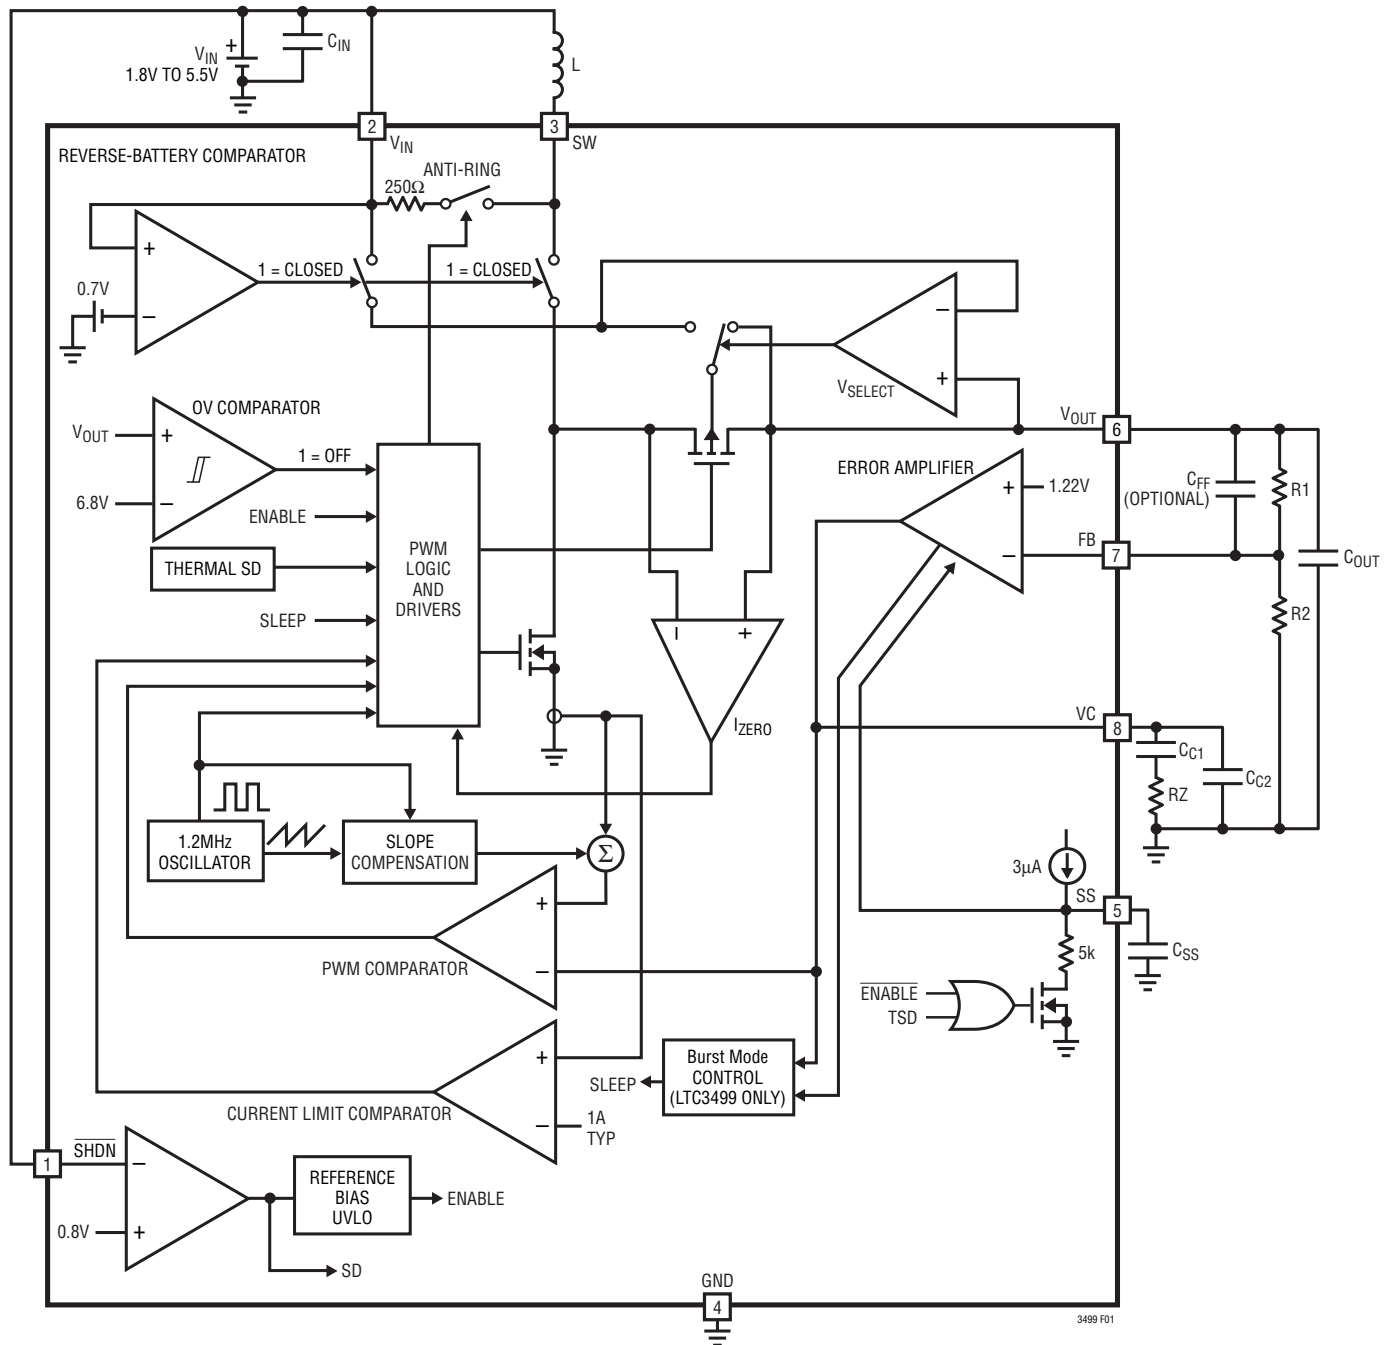 VIN
1.8V TO 5.5V
+
CIN
L
2
VIN
3
SW
REVERSE-BATTERY COMPARATOR
ANTI-RING
250Ω
+
–
0.7V
1 = CLOSED
1 = CLOSED
–
+
VSELECT
OV COMPARATOR
VOUT
+
6.8V
–
1 = OFF
ENABLE
THERMAL SD
SLEEP
PWM
LOGIC
AND
DRIVERS
VOUT
6
ERROR AMPLIFIER
+
1.22V
–
FB
7
CFF
(OPTIONAL)
R1
R2
COUT
–
+
IZERO
VC
8
CC1
RZ
CC2
1.2MHz
OSCILLATOR
SLOPE
COMPENSATION
Σ
3µA
SS
5
CSS
5k
ENABLE
TSD
+
–
PWM COMPARATOR
+
–
1A
TYP
CURRENT LIMIT COMPARATOR
SLEEP
Burst Mode
CONTROL
(LTC3499 ONLY)
1
SHDN
–
0.8V
+
REFERENCE
BIAS
UVLO
ENABLE
SD
GND
4
3499 F01